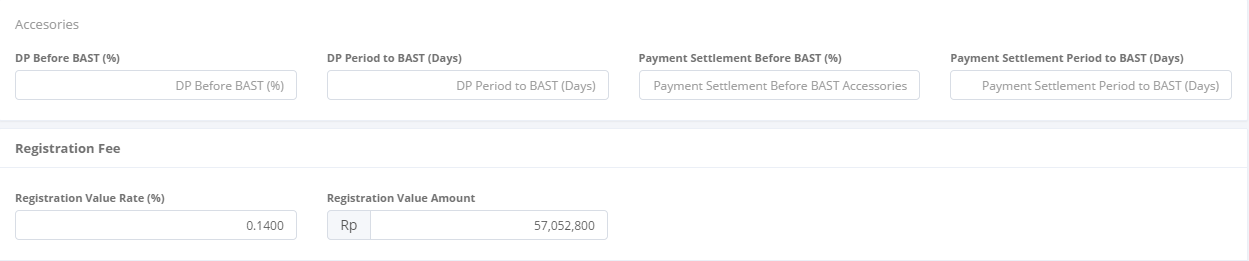 Accesories
DP Before BAST (%)
DP Period to BAST (Days)
Payment Settlement Before BAST (%)
Payment Settlement Period to BAST (Days)
DP Before BAST (%)
DP Period to BAST (Days)
Payment Settlement Before BAST Accessories
Payment Settlement Period to BAST (Days)
Registration Fee
Registration Value Rate (%)
Registration Value Amount
0.1400
Rp
57,052,800